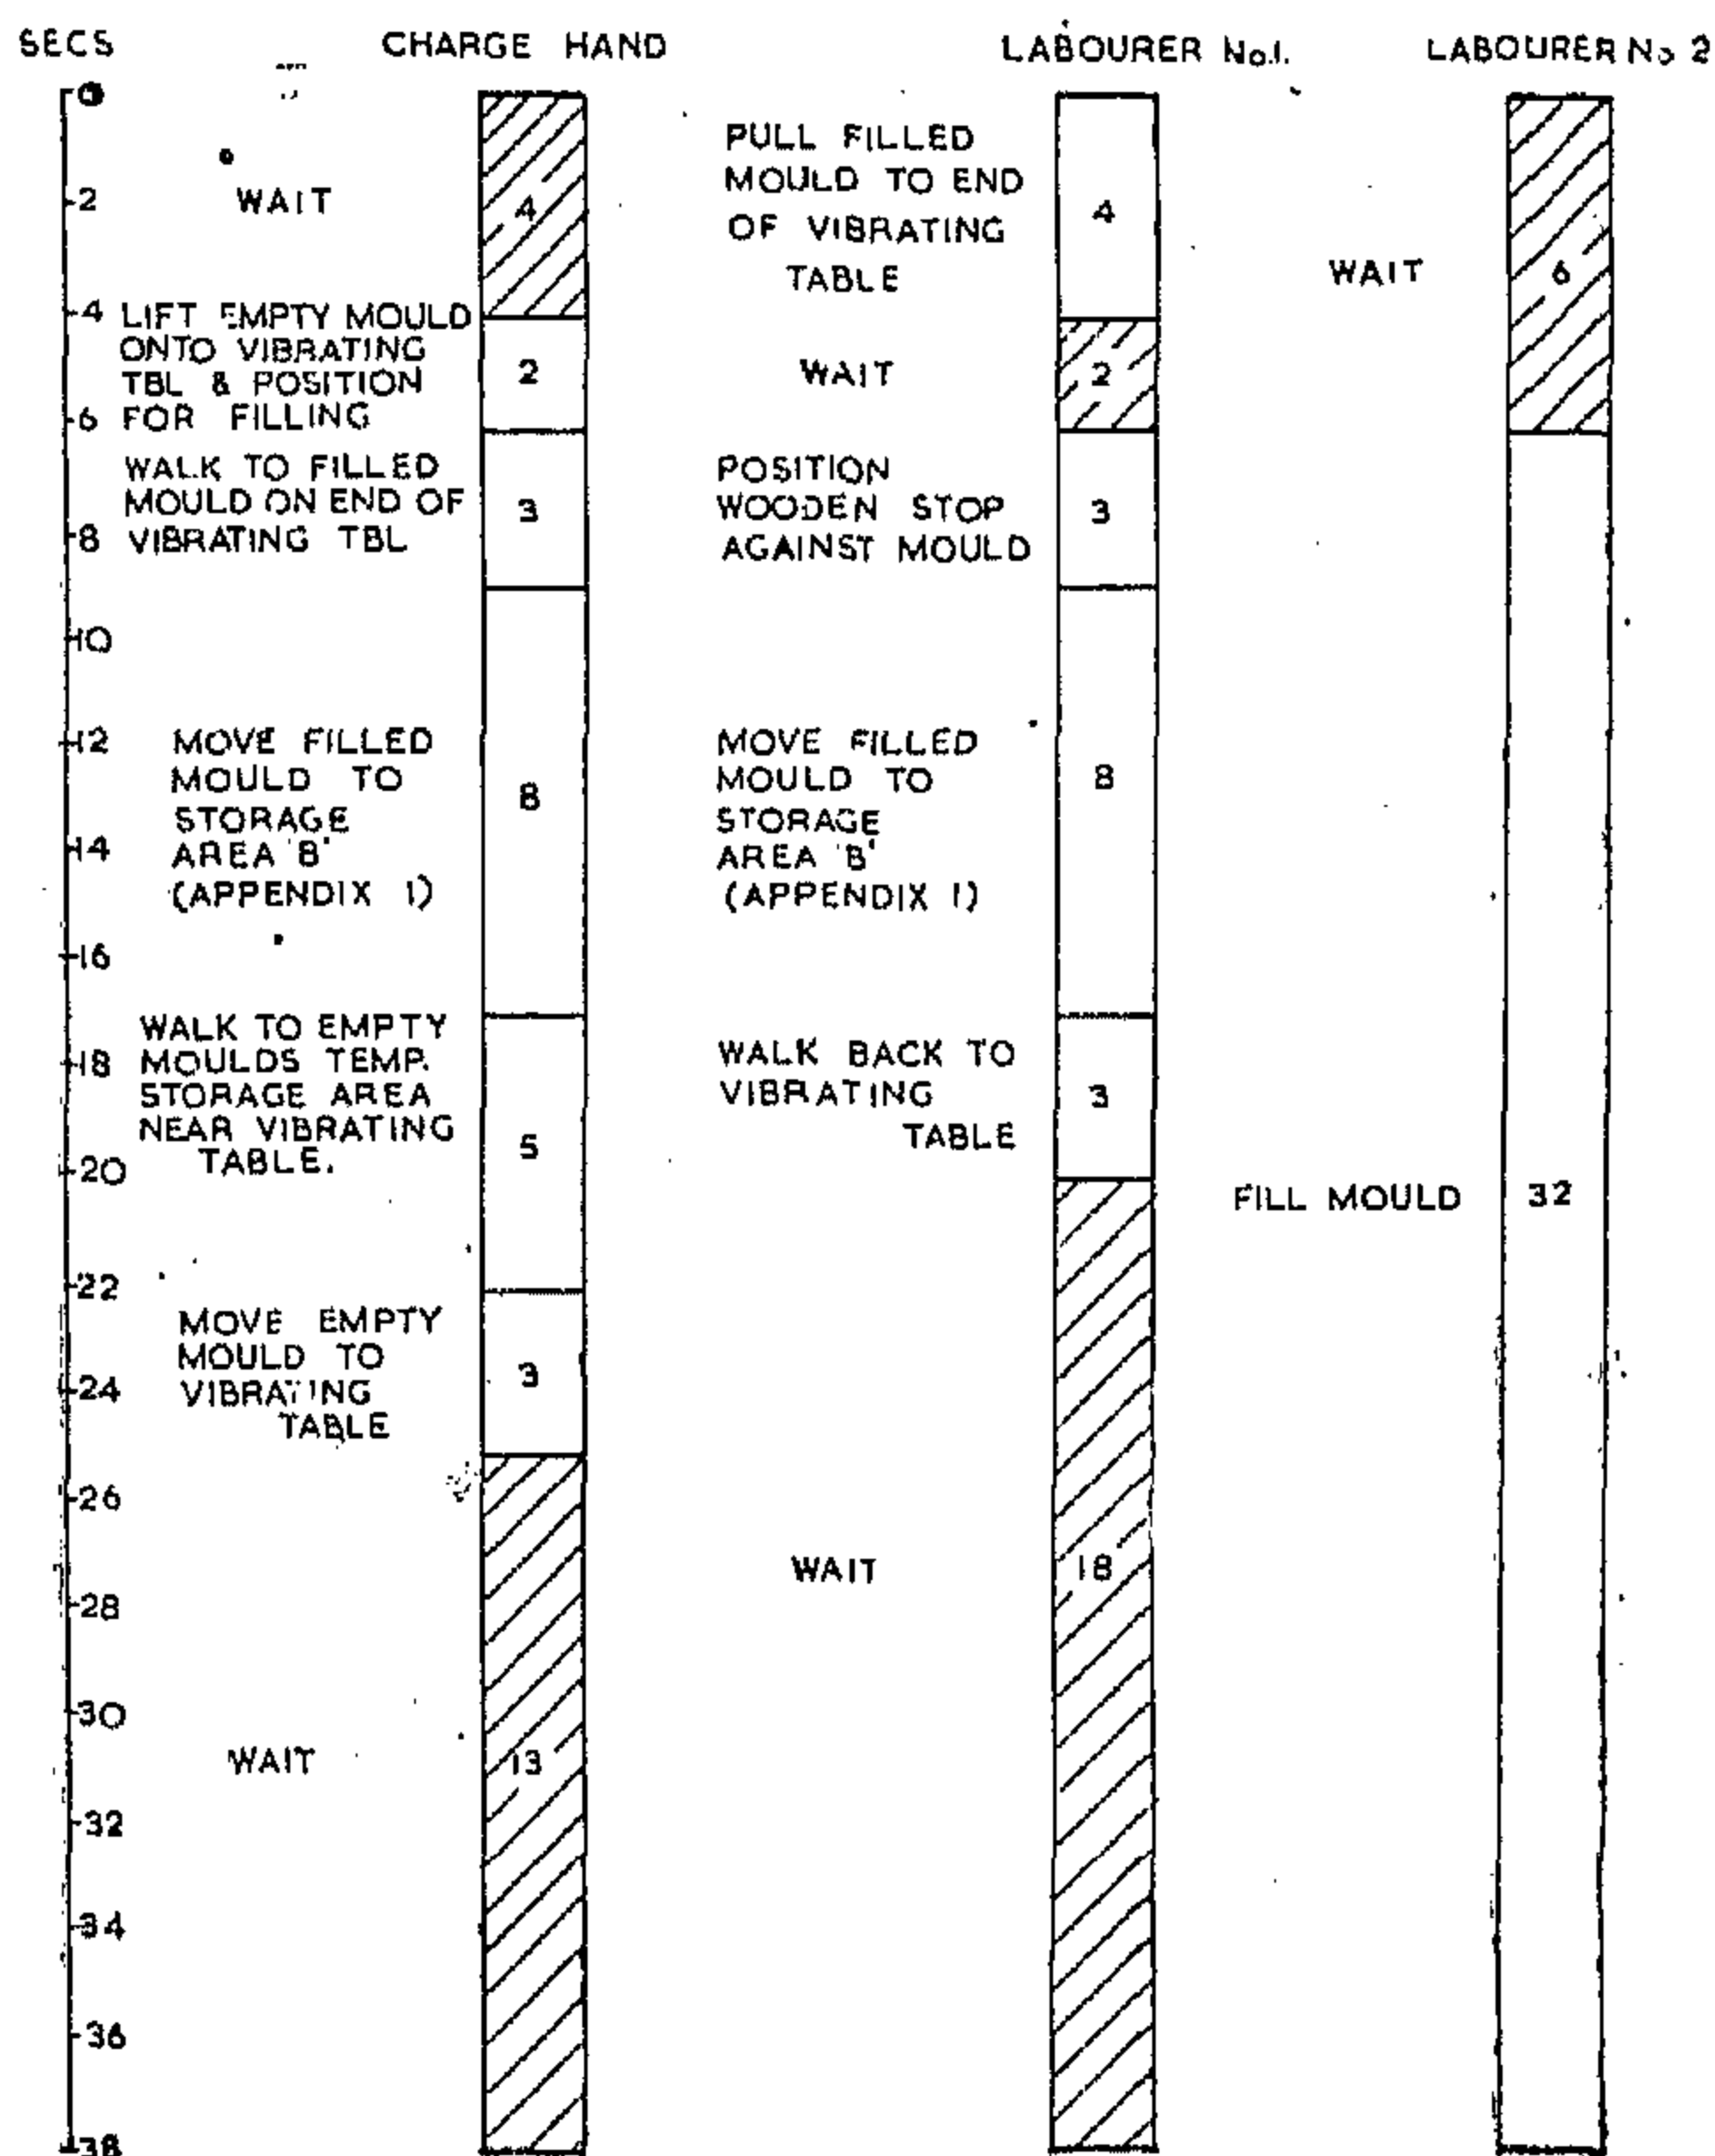 SECS CHARGE HAND LABOURER No.1. LABOURER No 2
0
2
4
6
8
10
12
14
16
18
20
22
24
26
28
30
32
34
36
38
WAIT
4
LIFT EMPTY MOULD
ONTO VIBRATING
TBL & POSITION
FOR FILLING
2
WALK TO FILLED
MOULD ON END OF
VIBRATING TBL
3
MOVE FILLED
MOULD TO
STORAGE
AREA 'B'
(APPENDIX 1)
8
WALK TO EMPTY
MOULDS TEMP.
STORAGE AREA
NEAR VIBRATING
TABLE.
5
MOVE EMPTY
MOULD TO
VIBRATING
TABLE
3
WAIT
13
PULL FILLED
MOULD TO END
OF VIBRATING
TABLE
4
WAIT
2
POSITION
WOODEN STOP
AGAINST MOULD
3
MOVE FILLED
MOULD TO
STORAGE
AREA 'B'
(APPENDIX 1)
8
WALK BACK TO
VIBRATING
TABLE
3
WAIT
18
WAIT
6
FILL MOULD
32